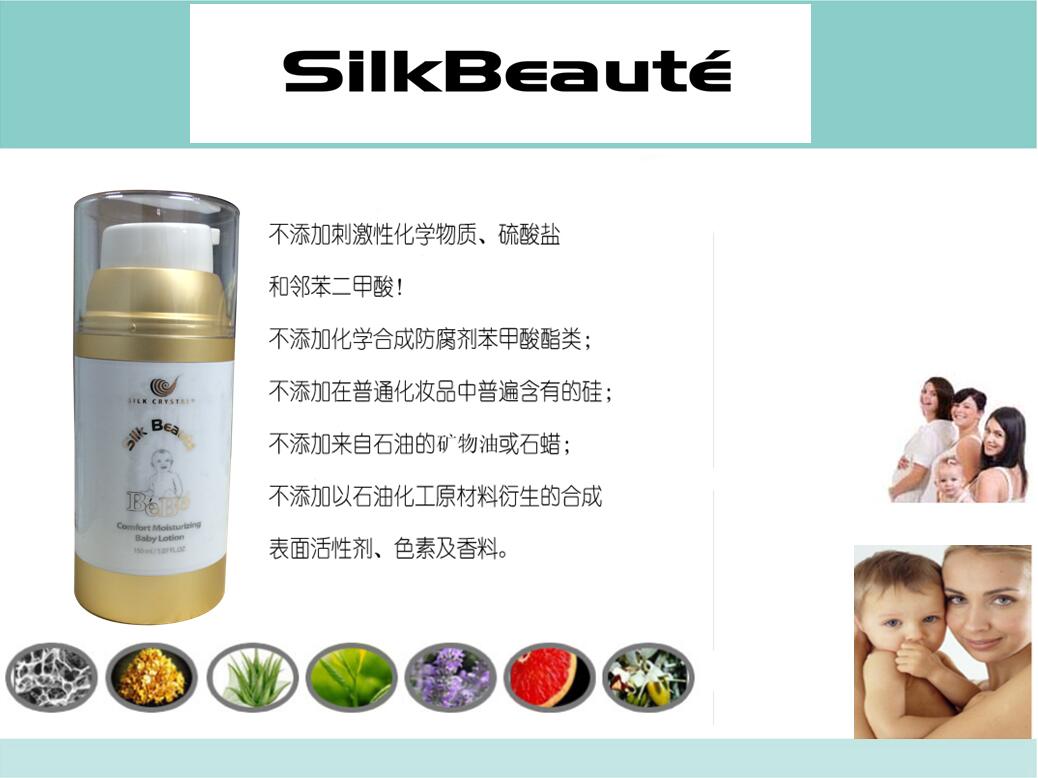 SilkBeauté
不添加刺激性化学物质、硫酸盐
和邻苯二甲酸!
不添加化学合成防腐剂苯甲酸酯类;
不添加在普通化妆品中普遍含有的硅;
不添加来自石油的矿物油或石蜡;
不添加以石油化工原材料衍生的合成
表面活性剂、色素及香料。
SILK CRYSTAL
Silk Beauté
BéBé
Comfort Moisturizing
Baby Lotion
150 ml / 5.07 FL.OZ